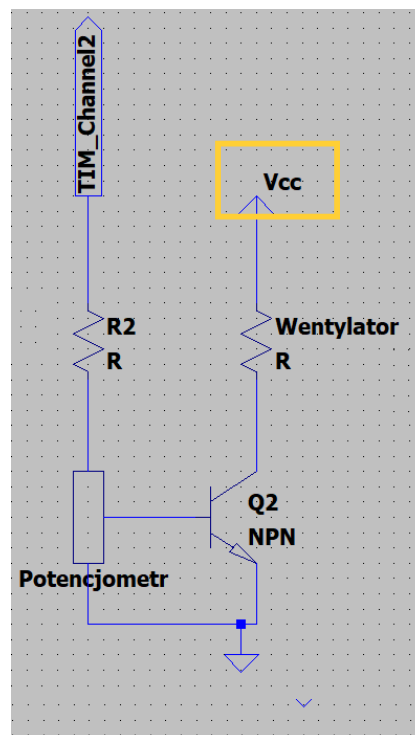 TIM_Channel2
Vcc
R2
R
Wentylator
R
Q2
NPN
Potencjometr